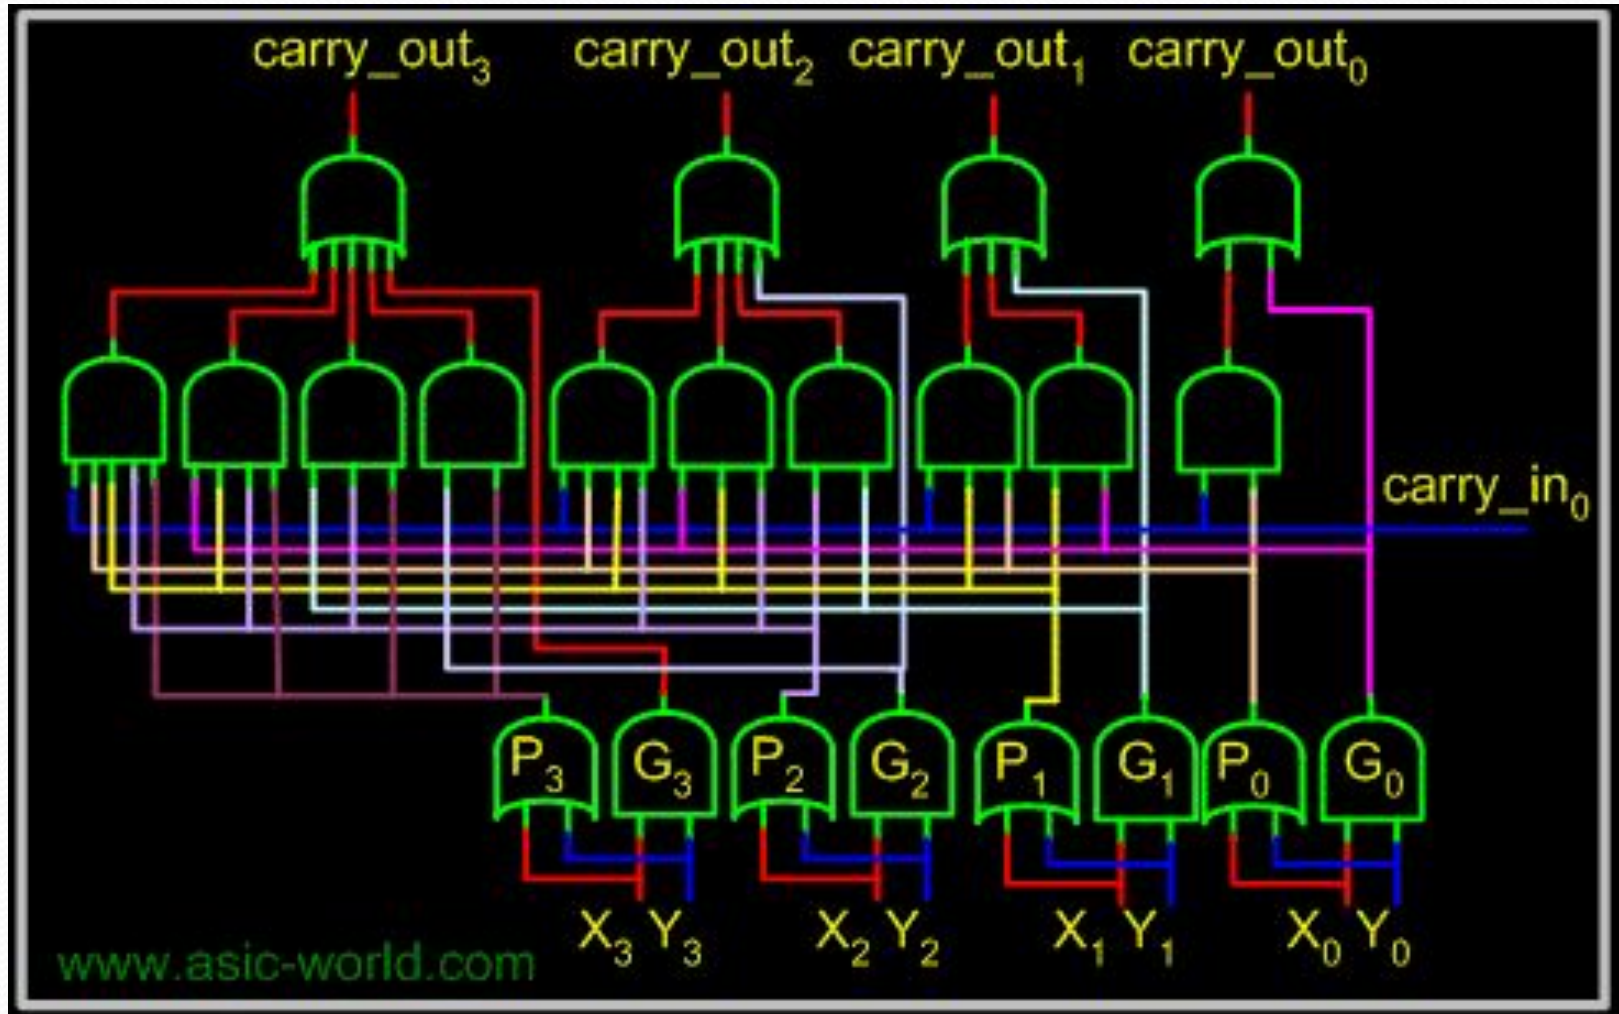 carry_out3 carry_out2 carry_out1 carry_out0
carry_in0
P3 G3 P2 G2 P1 G1 P0 G0
X3 Y3 X2 Y2 X1 Y1 X0 Y0
www.asic-world.com